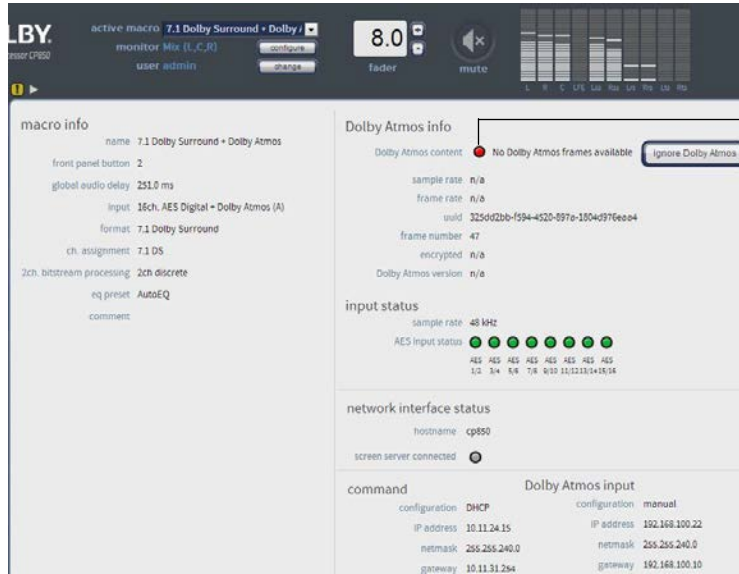 LBY.
essor CP850
active macro 7.1 Dolby Surround + Dolby /
monitor Mix (L,C,R) configure
user admin change
8.0
fader
mute
L R C LFE Lss Rss Lrs Rrs Lts Rts
macro info
name 7.1 Dolby Surround + Dolby Atmos
front panel button 2
global audio delay 251.0 ms
input 16ch. AES Digital + Dolby Atmos (A)
format 7.1 Dolby Surround
ch. assignment 7.1 DS
2ch. bitstream processing 2ch discrete
eq preset AutoEQ
comment
Dolby Atmos info
Dolby Atmos content No Dolby Atmos frames available Ignore Dolby Atmos
sample rate n/a
frame rate n/a
uuid 325dd2bb-f594-4520-897a-1804d976eaa4
frame number 47
encrypted n/a
Dolby Atmos version n/a
input status
sample rate 48 kHz
AES input status
AES AES AES AES AES AES AES AES
1/2 3/4 5/6 7/8 9/10 11/12 13/14 15/16
network interface status
hostname cp850
screen server connected
command
configuration DHCP
IP address 10.11.24.15
netmask 255.255.240.0
gateway 10.11.31.254
Dolby Atmos input
configuration manual
IP address 192.168.100.22
netmask 255.255.240.0
gateway 192.168.100.10